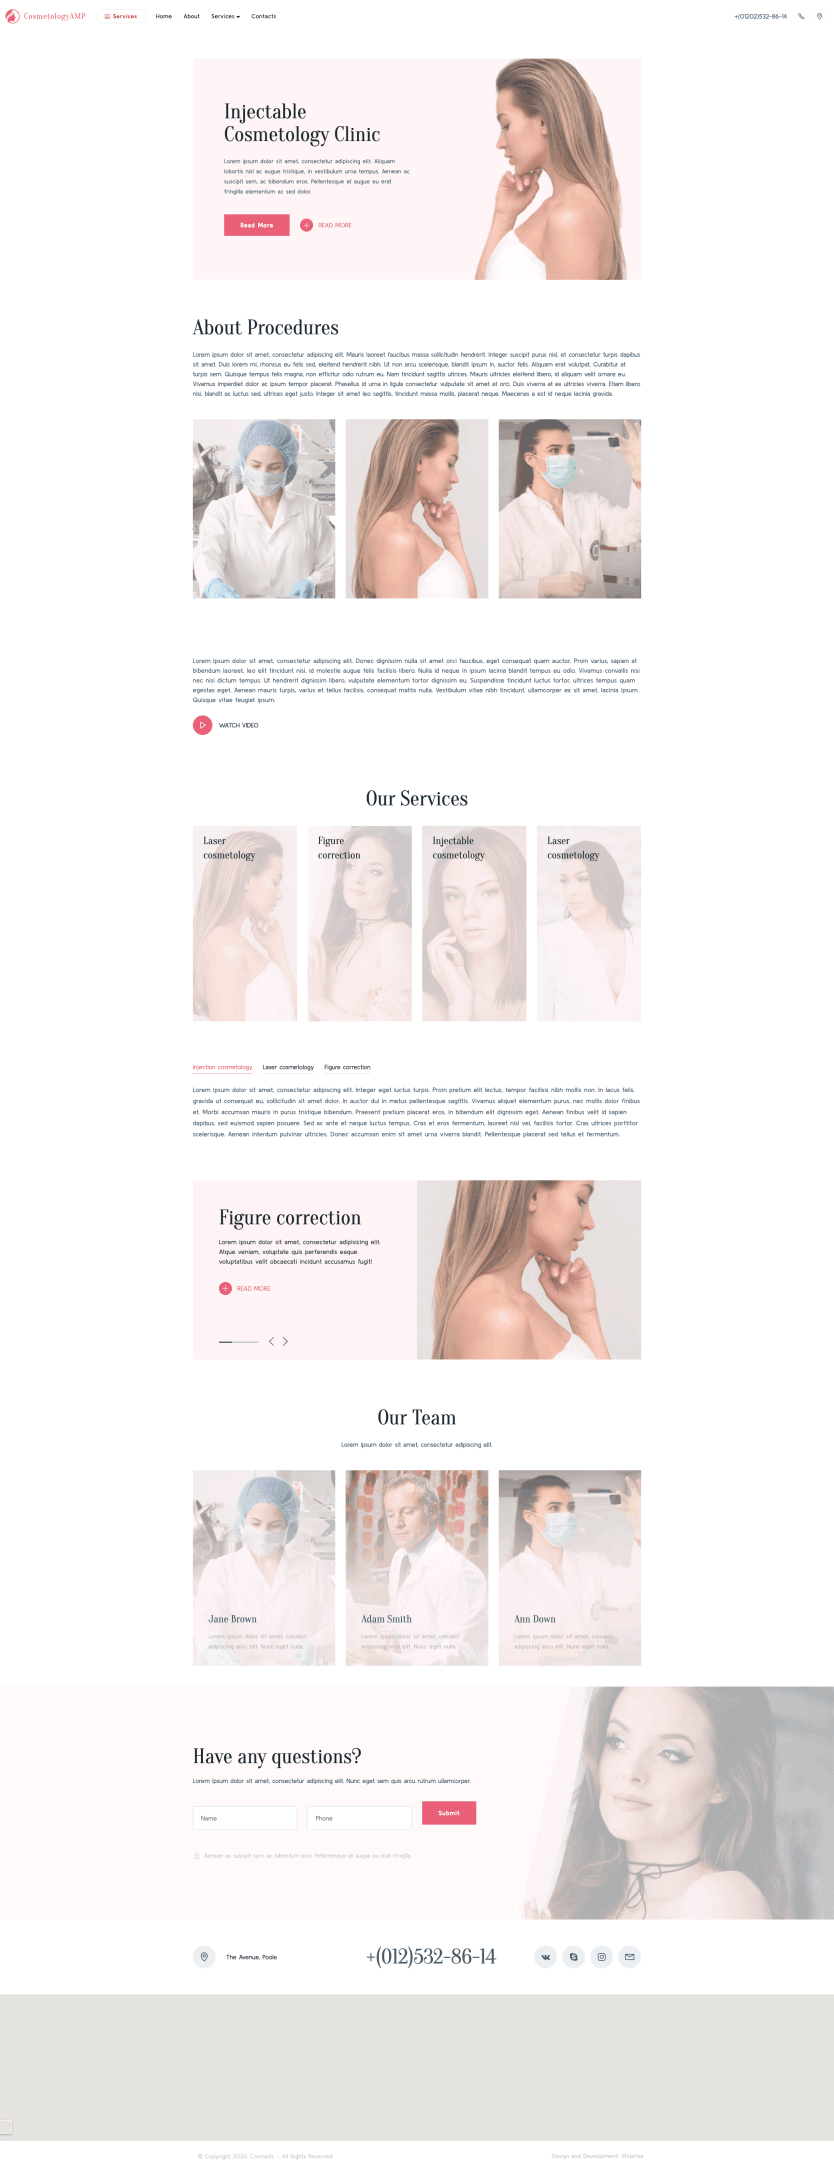 CosmetologyAMP
Services
Home
About
Services
Contacts
+(01202)532-86-14
Injectable
Cosmetology Clinic
Lorem ipsum dolor sit amet, consectetur adipiscing elit. Aliquam
lobortis nisl ac augue tristique, in vestibulum urna tempus. Aenean ac
suscipit sem, ac bibendum eros. Pellentesque at augue eu erat
fringilla elementum ac sed dolor.
Read More
READ MORE
About Procedures
Lorem ipsum dolor sit amet, consectetur adipiscing elit. Mauris laoreet faucibus massa sollicitudin hendrerit. Integer suscipit purus nisl, et consectetur turpis dapibus
sit amet. Duis lorem mi, rhoncus eu felis sed, eleifend hendrerit nibh. Ut non arcu scelerisque, blandit ipsum in, auctor felis. Aliquam erat volutpat. Curabitur at
turpis sem. Quisque tempus felis magna, non efficitur odio rutrum eu. Nam tincidunt sagittis ultrices. Mauris ultricies eleifend libero, id aliquam velit ornare eu.
Vivamus imperdiet dolor ac ipsum tempor placerat. Phasellus id urna in ligula consectetur vulputate sit amet at orci. Duis viverra at ex ultricies viverra. Etiam libero
nisi, blandit ac luctus sed, ultrices eget justo. Integer sit amet leo sagittis, tincidunt massa mollis, placerat neque. Maecenas a est id neque lacinia gravida.
Lorem ipsum dolor sit amet, consectetur adipiscing elit. Donec dignissim nulla sit amet orci faucibus, eget consequat quam auctor. Proin varius, sapien at
bibendum laoreet, leo elit tincidunt nisi, id molestie augue felis facilisis libero. Nulla id neque in ipsum lacinia blandit tempus eu odio. Vivamus convallis nisi
nec nisi dictum tempus. Ut hendrerit dignissim libero, vulputate elementum tortor dignissim eu. Suspendisse tincidunt luctus tortor, ultrices tempus quam
egestas eget. Aenean mauris turpis, varius et tellus facilisis, consequat mattis nulla. Vestibulum vitae nibh tincidunt, ullamcorper ex sit amet, lacinia ipsum.
Quisque vitae feugiat ipsum.
WATCH VIDEO
Our Services
Laser
cosmetology
Figure
correction
Injectable
cosmetology
Laser
cosmetology
Injection cosmetology
Laser cosmetology
Figure correction
Lorem ipsum dolor sit amet, consectetur adipiscing elit. Integer eget luctus turpis. Proin pretium elit lectus, tempor facilisis nibh mollis non. In lacus felis,
gravida ut consequat eu, sollicitudin sit amet dolor. In auctor dui in metus pellentesque sagittis. Vivamus aliquet elementum purus, nec mollis dolor finibus
et. Morbi accumsan mauris in purus tristique bibendum. Praesent pretium placerat eros, in bibendum elit dignissim eget. Aenean finibus velit id sapien
dapibus, sed euismod sapien posuere. Sed ac ante et neque luctus tempus. Cras et eros fermentum, laoreet nisl vel, facilisis tortor. Cras ultrices porttitor
scelerisque. Aenean interdum pulvinar ultricies. Donec accumsan enim sit amet urna viverra blandit. Pellentesque placerat sed tellus et fermentum.
Figure correction
Lorem ipsum dolor sit amet, consectetur adipisicing elit.
Atque veniam, voluptate quis perferendis eaque
voluptatibus velit obcaecati incidunt accusamus fugit!
READ MORE
Our Team
Lorem ipsum dolor sit amet, consectetur adipiscing elit.
Jane Brown
Lorem ipsum dolor sit amet, consect
adipiscing arcu elit. Nunc eget nulla.
Adam Smith
Lorem ipsum dolor sit amet, consect
adipiscing arcu elit. Nunc eget nulla.
Ann Down
Lorem ipsum dolor sit amet, consect
adipiscing arcu elit. Nunc eget nulla.
Have any questions?
Lorem ipsum dolor sit amet, consectetur adipiscing elit. Nunc eget sem quis arcu rutrum ullamcorper.
Name
Phone
Submit
Aenean ac suscipit sem, ac bibendum eros. Pellentesque at augue eu erat fringilla.
The Avenue, Poole
+(012)532-86-14
© Copyright 2020 Cosmetic - All Rights Reserved
Design and Development: Mobirise